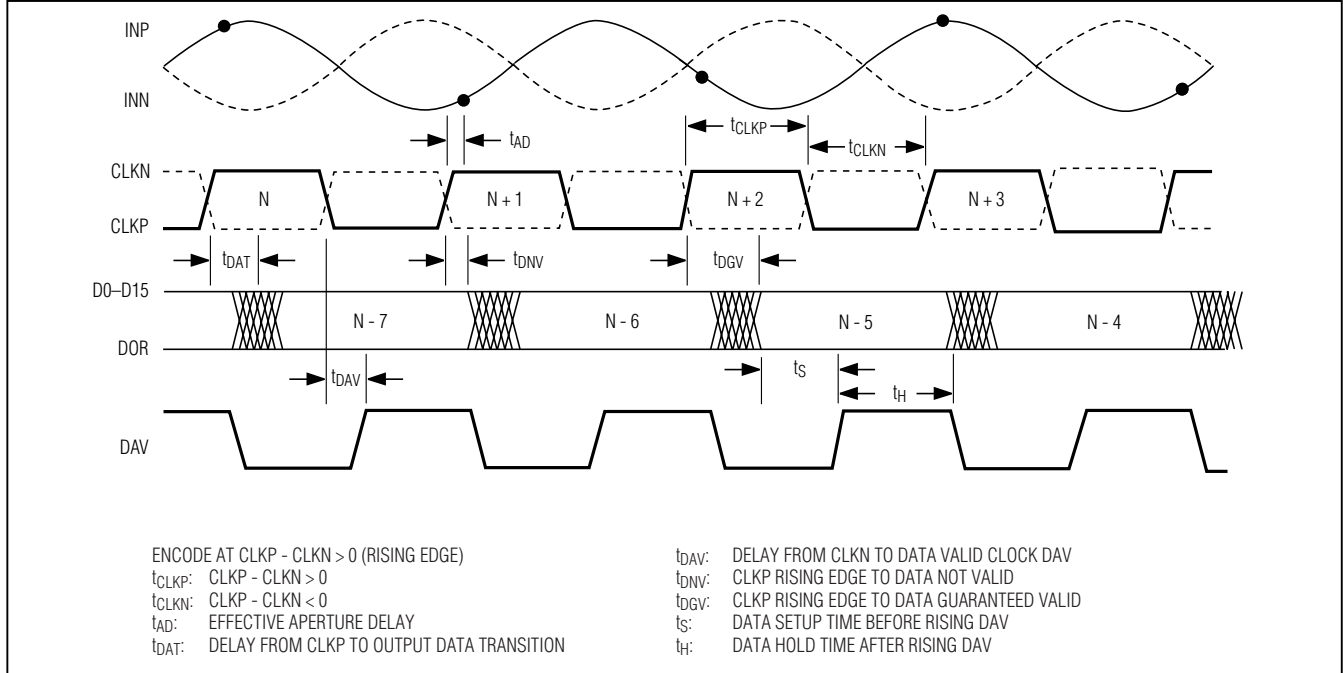 INP
INN
tAD
tCLKP
tCLKN
CLKN
CLKP
N
N + 1
N + 2
N + 3
tDAT
tDNV
tDGV
D0–D15
DOR
N - 7
N - 6
N - 5
N - 4
tDAV
tS
tH
DAV
ENCODE AT CLKP - CLKN > 0 (RISING EDGE)
tCLKP: CLKP - CLKN > 0
tCLKN: CLKP - CLKN < 0
tAD: EFFECTIVE APERTURE DELAY
tDAT: DELAY FROM CLKP TO OUTPUT DATA TRANSITION
tDAV: DELAY FROM CLKN TO DATA VALID CLOCK DAV
tDNV: CLKP RISING EDGE TO DATA NOT VALID
tDGV: CLKP RISING EDGE TO DATA GUARANTEED VALID
tS: DATA SETUP TIME BEFORE RISING DAV
tH: DATA HOLD TIME AFTER RISING DAV